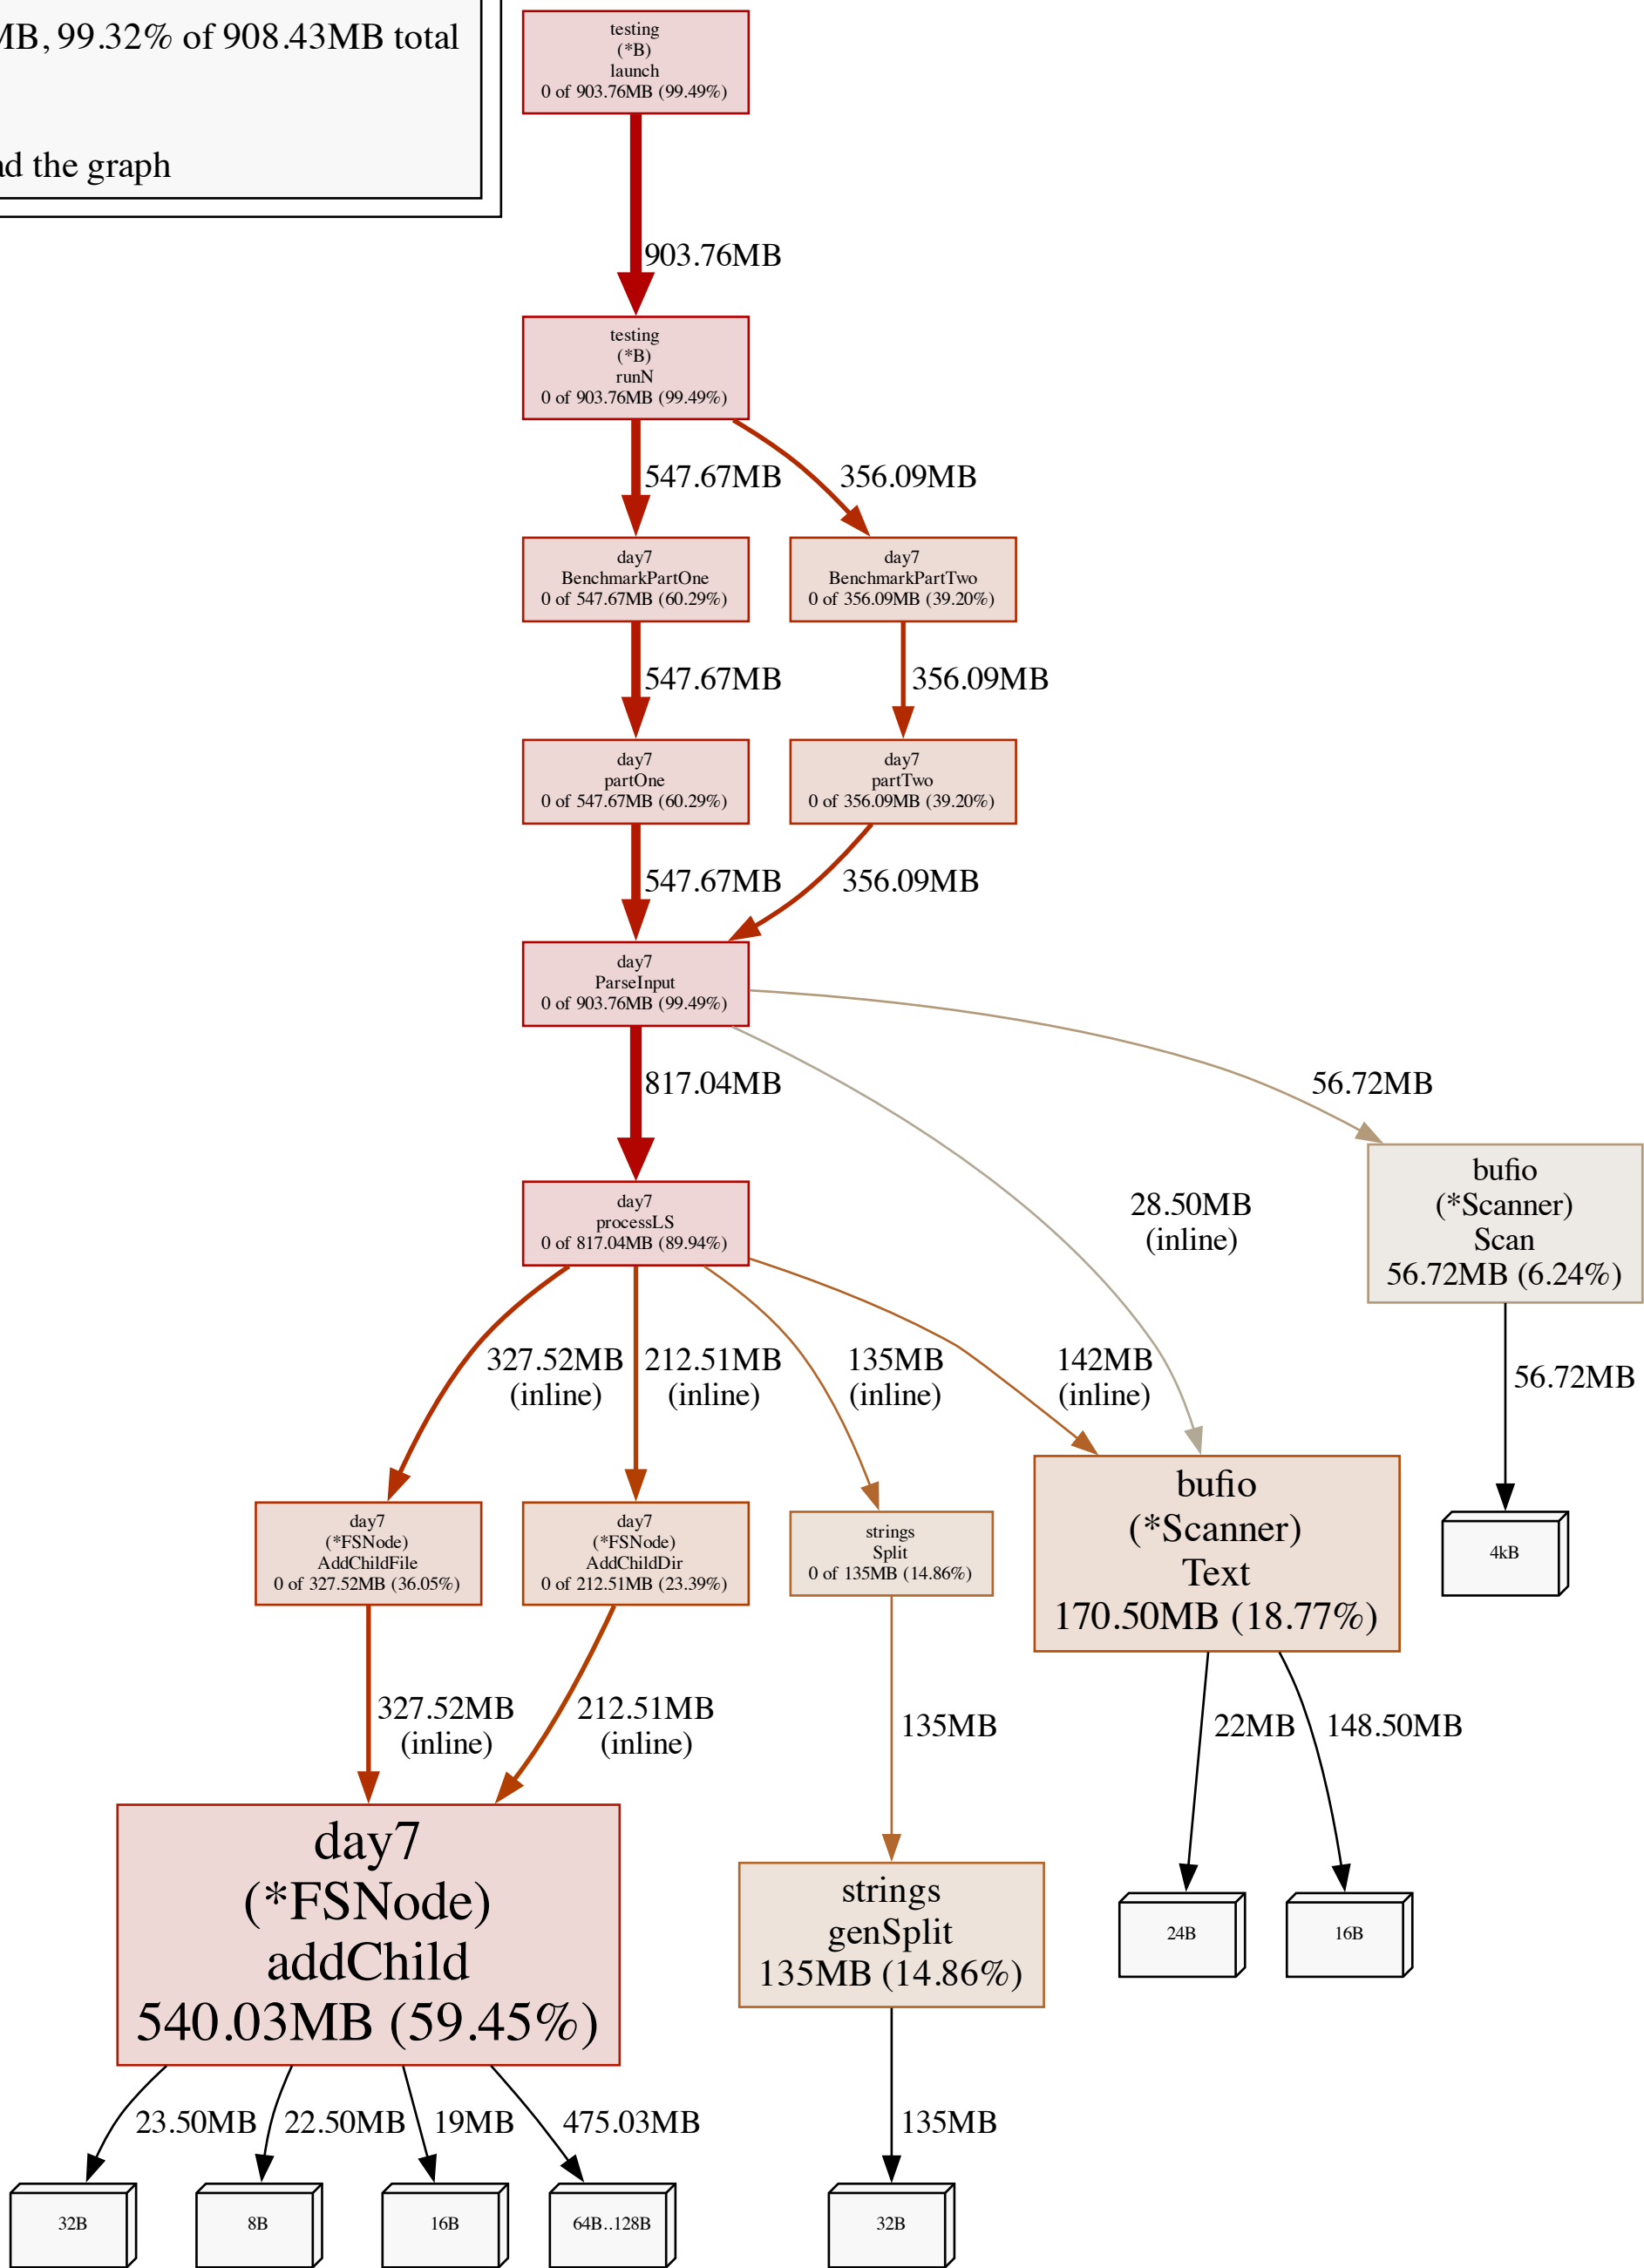 MB, 99.32% of 908.43MB total
the graph
testing
(*B)
launch
0 of 903.76MB (99.49%)
903.76MB
testing
(*B)
runN
0 of 903.76MB (99.49%)
547.67MB
356.09MB
day7
BenchmarkPartOne
0 of 547.67MB (60.29%)
day7
BenchmarkPartTwo
0 of 356.09MB (39.20%)
547.67MB
356.09MB
day7
partOne
0 of 547.67MB (60.29%)
day7
partTwo
0 of 356.09MB (39.20%)
547.67MB
356.09MB
day7
ParseInput
0 of 903.76MB (99.49%)
817.04MB
56.72MB
28.50MB
(inline)
bufio
(*Scanner)
Scan
56.72MB (6.24%)
day7
processLS
0 of 817.04MB (89.94%)
327.52MB
(inline)
212.51MB
(inline)
135MB
(inline)
142MB
(inline)
56.72MB
day7
(*FSNode)
AddChildFile
0 of 327.52MB (36.05%)
day7
(*FSNode)
AddChildDir
0 of 212.51MB (23.39%)
strings
Split
0 of 135MB (14.86%)
bufio
(*Scanner)
Text
170.50MB (18.77%)
4kB
327.52MB
(inline)
212.51MB
(inline)
135MB
22MB
148.50MB
day7
(*FSNode)
addChild
540.03MB (59.45%)
strings
genSplit
135MB (14.86%)
24B
16B
23.50MB
22.50MB
19MB
475.03MB
135MB
32B
8B
16B
64B..128B
32B